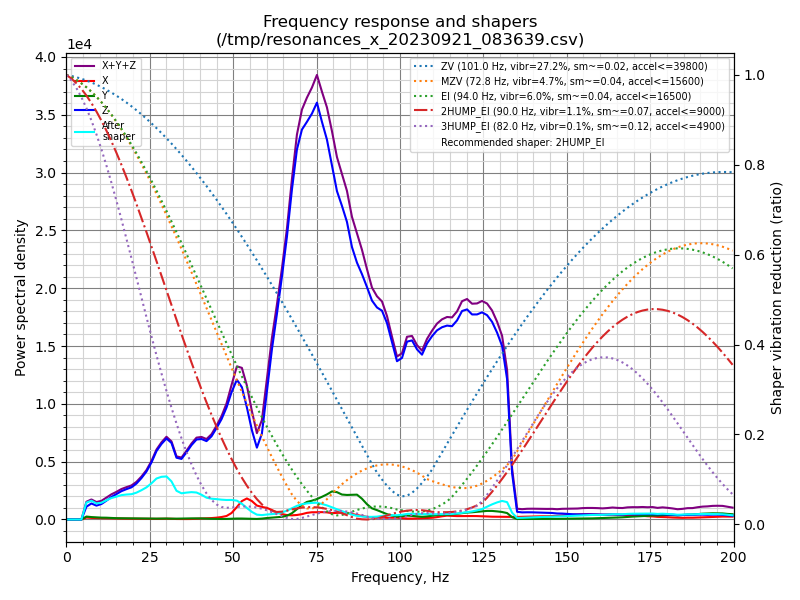 Frequency response and shapers
(/tmp/resonances_x_20230921_083639.csv)
1e4
X+Y+Z
X
Y
Z
After
shaper
ZV (101.0 Hz, vibr=27.2%, sm~=0.02, accel<=39800)
MZV (72.8 Hz, vibr=4.7%, sm~=0.04, accel<=15600)
EI (94.0 Hz, vibr=6.0%, sm~=0.04, accel<=16500)
2HUMP_EI (90.0 Hz, vibr=1.1%, sm~=0.07, accel<=9000)
3HUMP_EI (82.0 Hz, vibr=0.1%, sm~=0.12, accel<=4900)
Recommended shaper: 2HUMP_EI
Power spectral density
4.0
3.5
3.0
2.5
2.0
1.5
1.0
0.5
0.0
1.0
0.8
0.6
0.4
0.2
0.0
Shaper vibration reduction (ratio)
0 25 50 75 100 125 150 175 200
Frequency, Hz